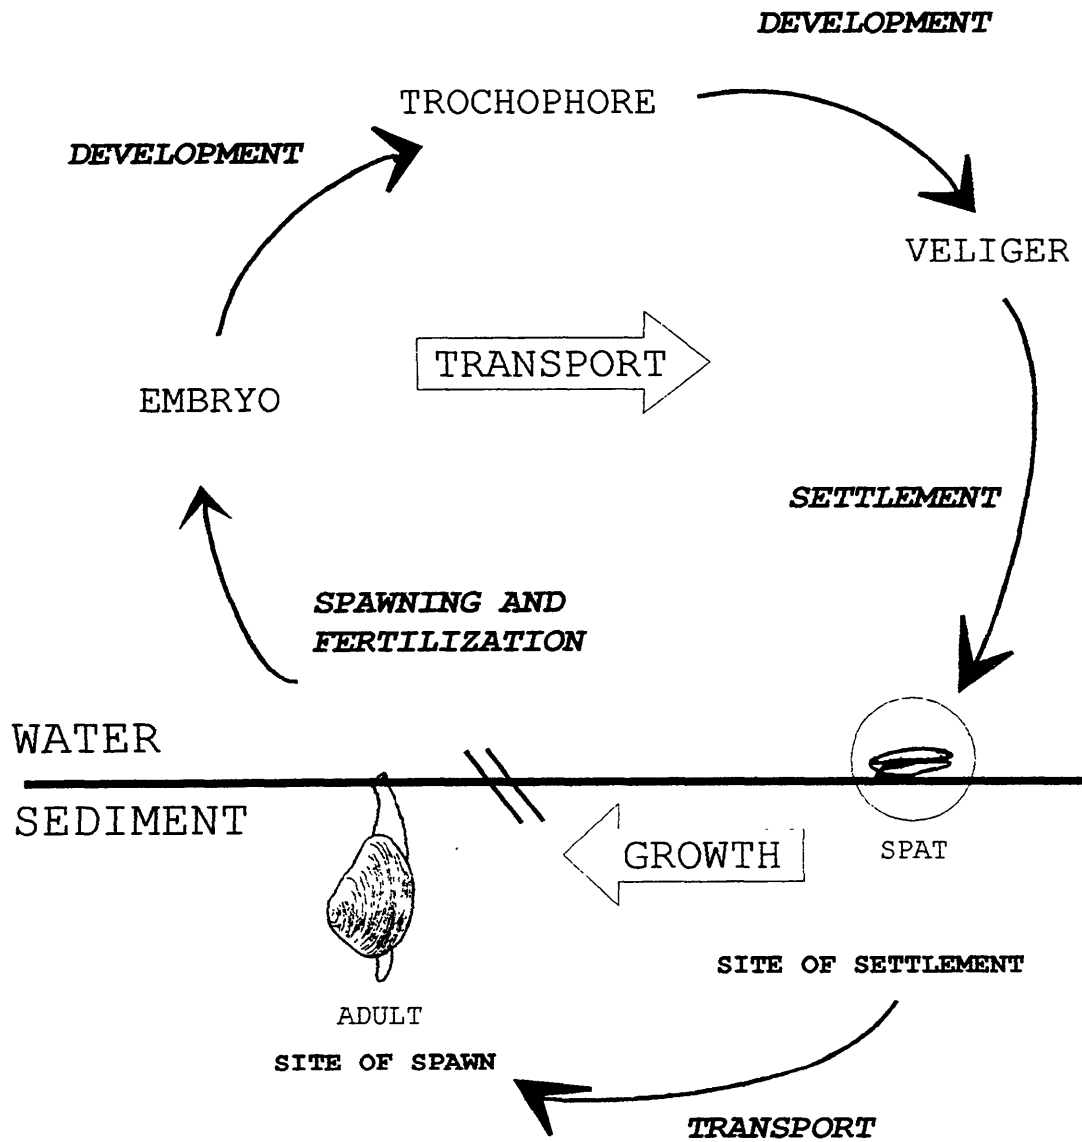 DEVELOPMENT
TROCHOPHORE
DEVELOPMENT
VELIGER
TRANSPORT
EMBRYO
SETTLEMENT
SPAWNING AND
FERTILIZATION
WATER
SEDIMENT
GROWTH
SPAT
SITE OF SETTLEMENT
ADULT
SITE OF SPAWN
TRANSPORT